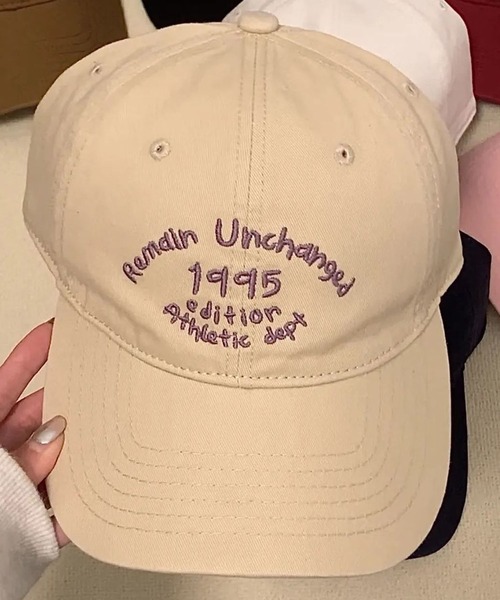 Remain Unchanged
1995
edition
Athletic dept